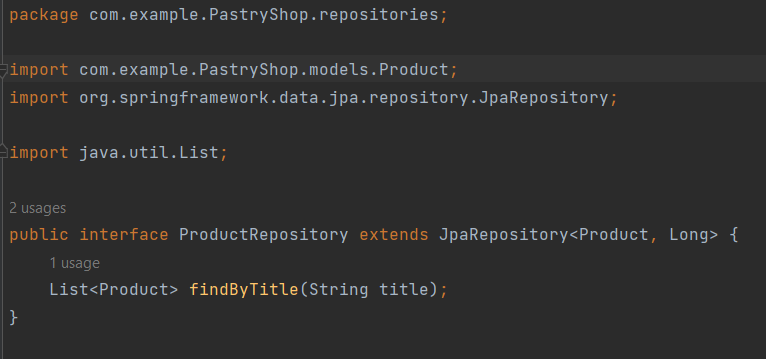 package com.example.PastryShop.repositories;
import com.example.PastryShop.models.Product;
import org.springframework.data.jpa.repository.JpaRepository;
import java.util.List;
2 usages
public interface ProductRepository extends JpaRepository<Product, Long> {
1 usage
List<Product> findByTitle(String title);
}